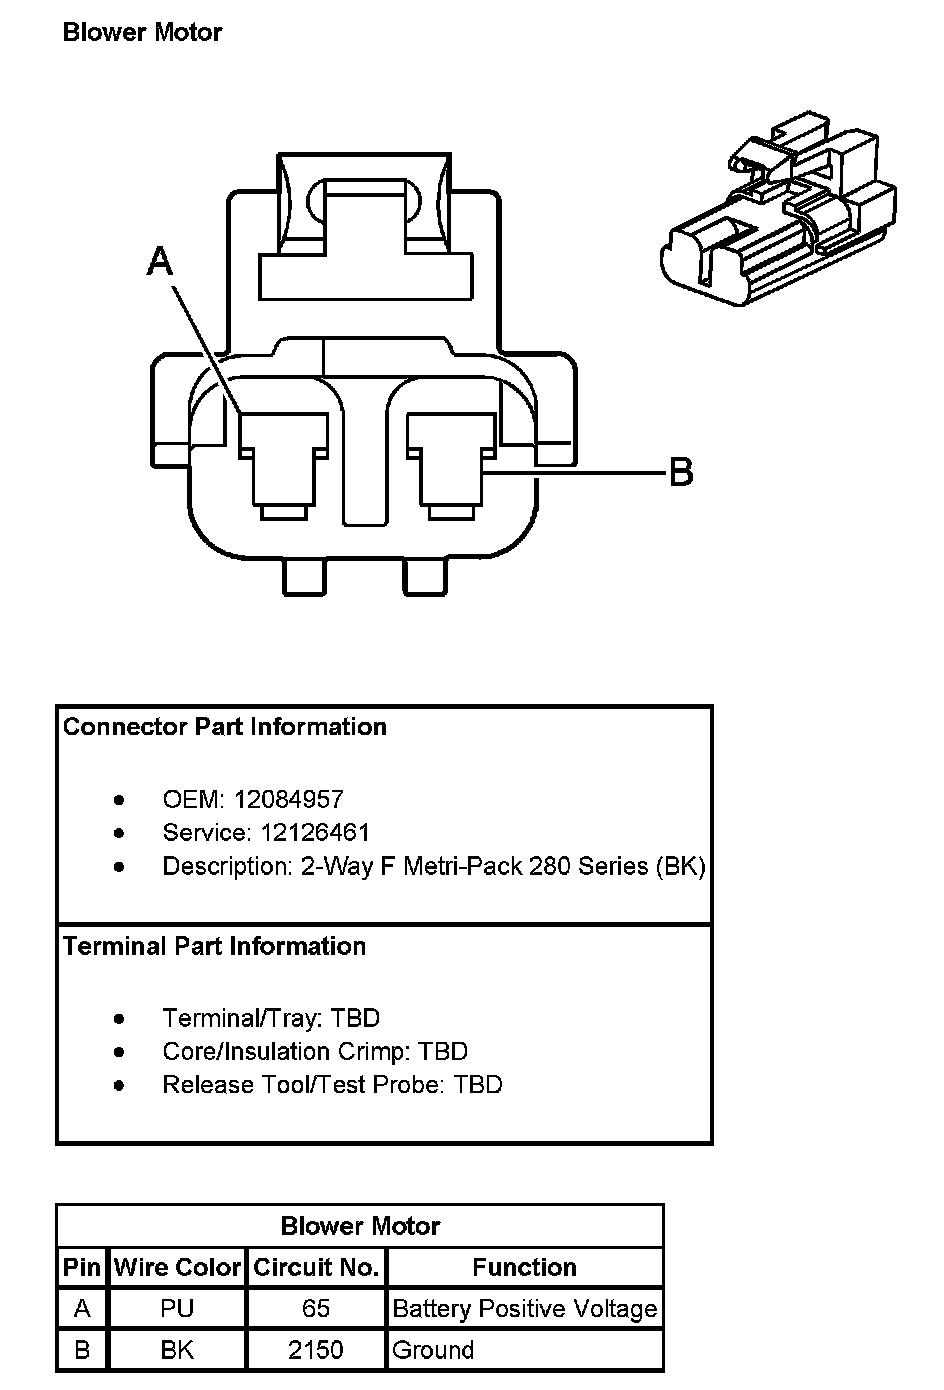 Blower Motor
A
B
Connector Part Information
• OEM: 12084957
• Service: 12126461
• Description: 2-Way F Metri-Pack 280 Series (BK)
Terminal Part Information
• Terminal/Tray: TBD
• Core/Insulation Crimp: TBD
• Release Tool/Test Probe: TBD
Blower Motor
Pin Wire Color Circuit No. Function
A PU 65 Battery Positive Voltage
B BK 2150 Ground